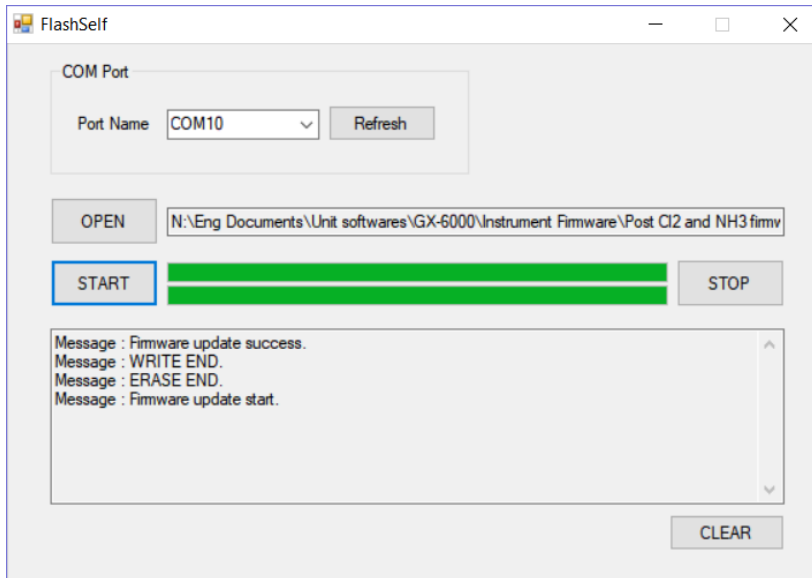 FlashSelf
COM Port
Port Name COM10 Refresh
OPEN N:\Eng Documents\Unit softwares\GX-6000\Instrument Firmware\Post Cl2 and NH3 firmw
START STOP
Message : Firmware update success.
Message : WRITE END.
Message : ERASE END.
Message : Firmware update start.
CLEAR